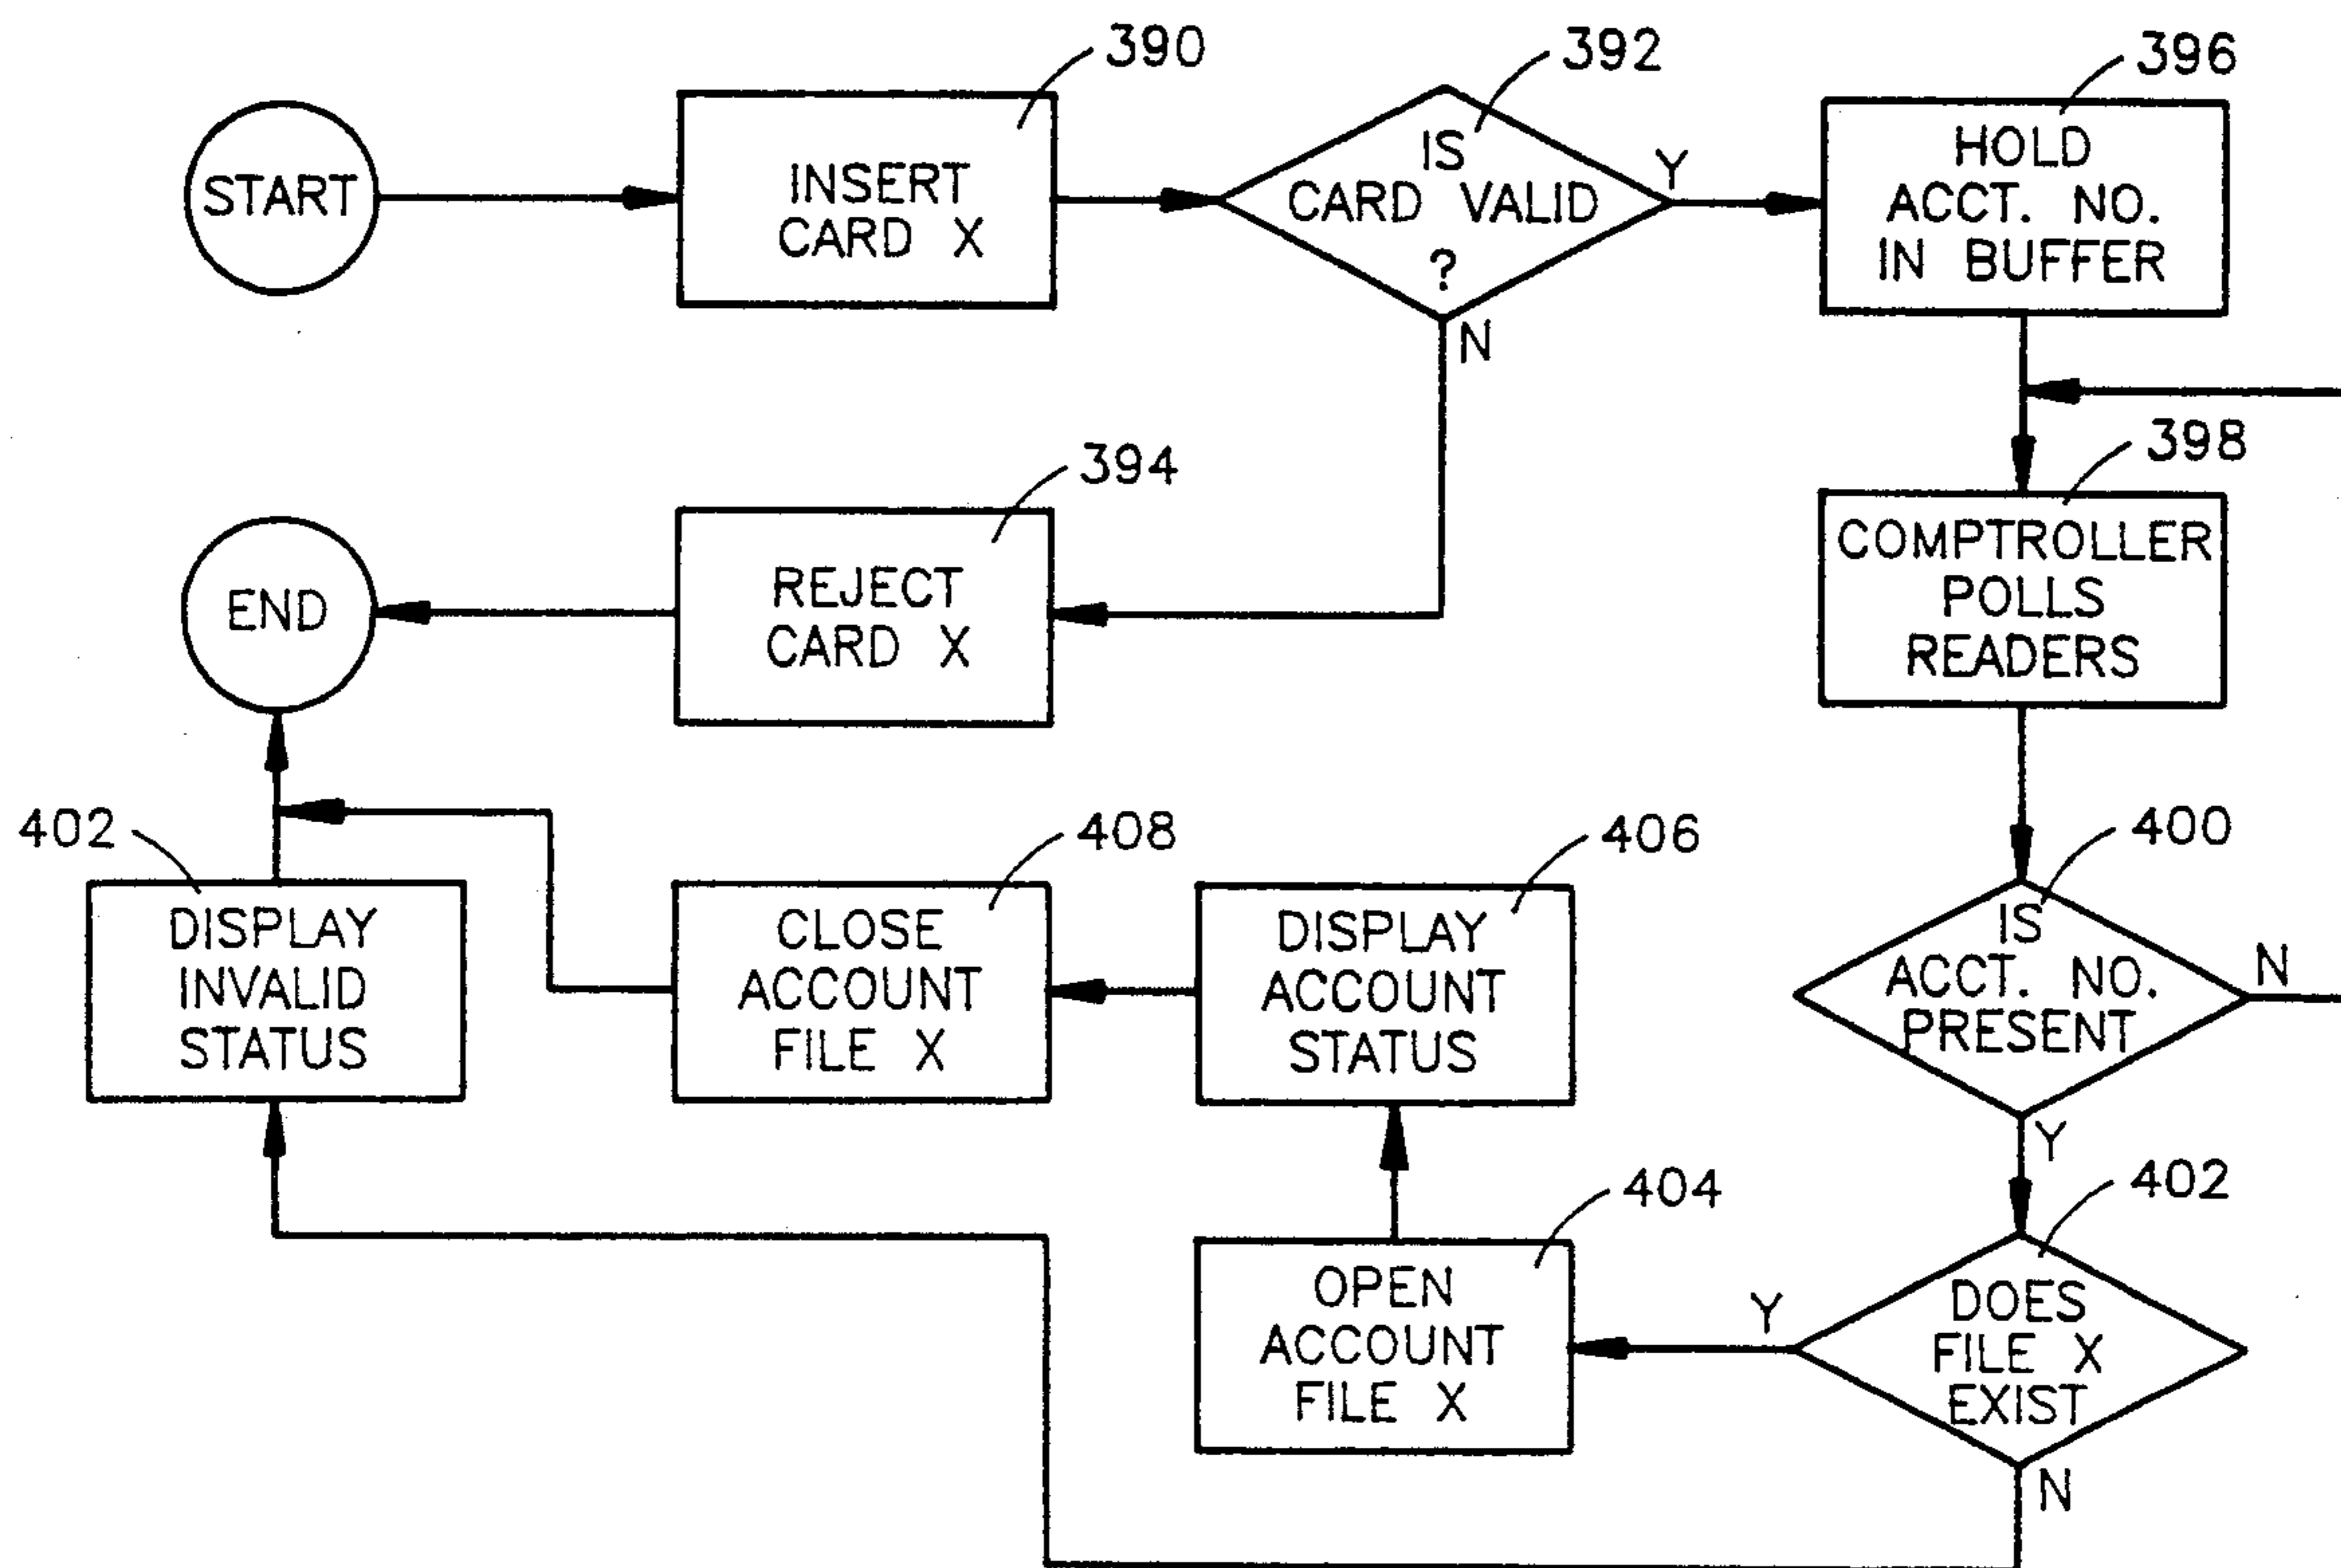 START
390
INSERT
CARD X
392
IS
CARD VALID
?
Y
N
396
HOLD
ACCT. NO.
IN BUFFER
394
REJECT
CARD X
END
398
COMPTROLLER
POLLS
READERS
402
DISPLAY
INVALID
STATUS
408
CLOSE
ACCOUNT
FILE X
406
DISPLAY
ACCOUNT
STATUS
400
IS
ACCT. NO.
PRESENT
N
Y
404
OPEN
ACCOUNT
FILE X
402
DOES
FILE X
EXIST
Y
N